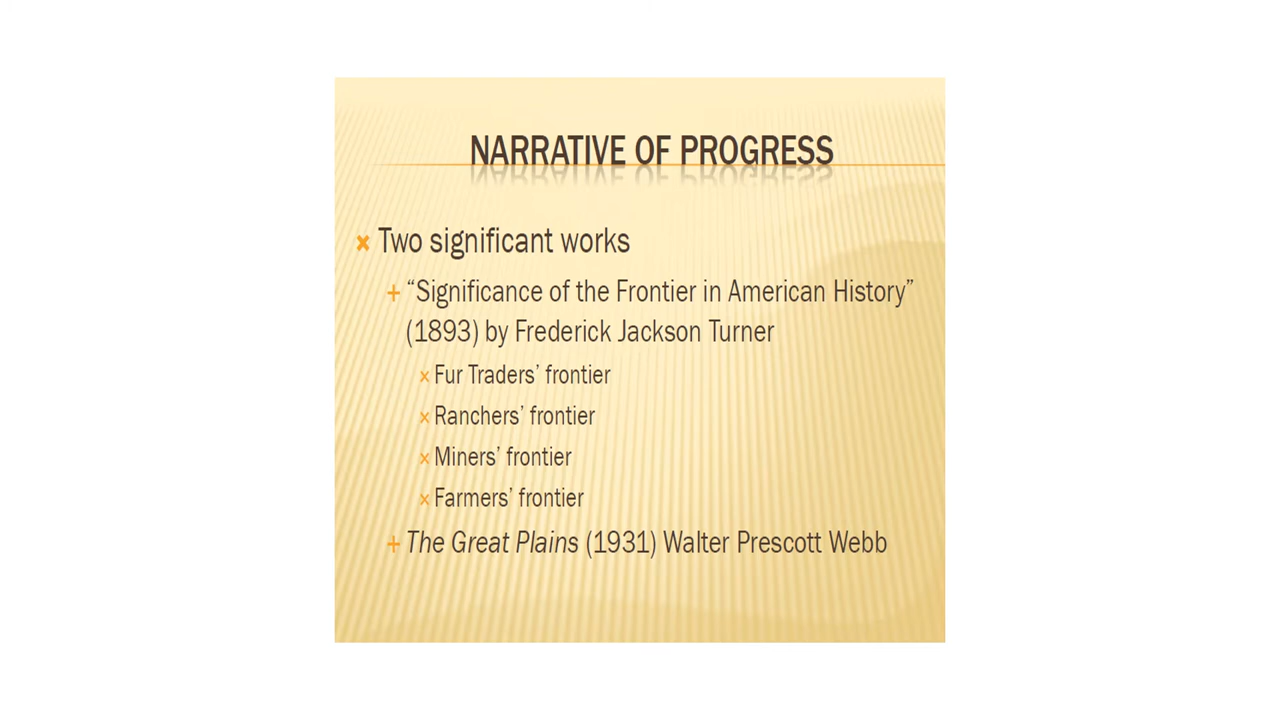 NARRATIVE OF PROGRESS
Two significant works
“Significance of the Frontier in American History”
(1893) by Frederick Jackson Turner
Fur Traders’ frontier
Ranchers’ frontier
Miners’ frontier
Farmers’ frontier
The Great Plains (1931) Walter Prescott Webb